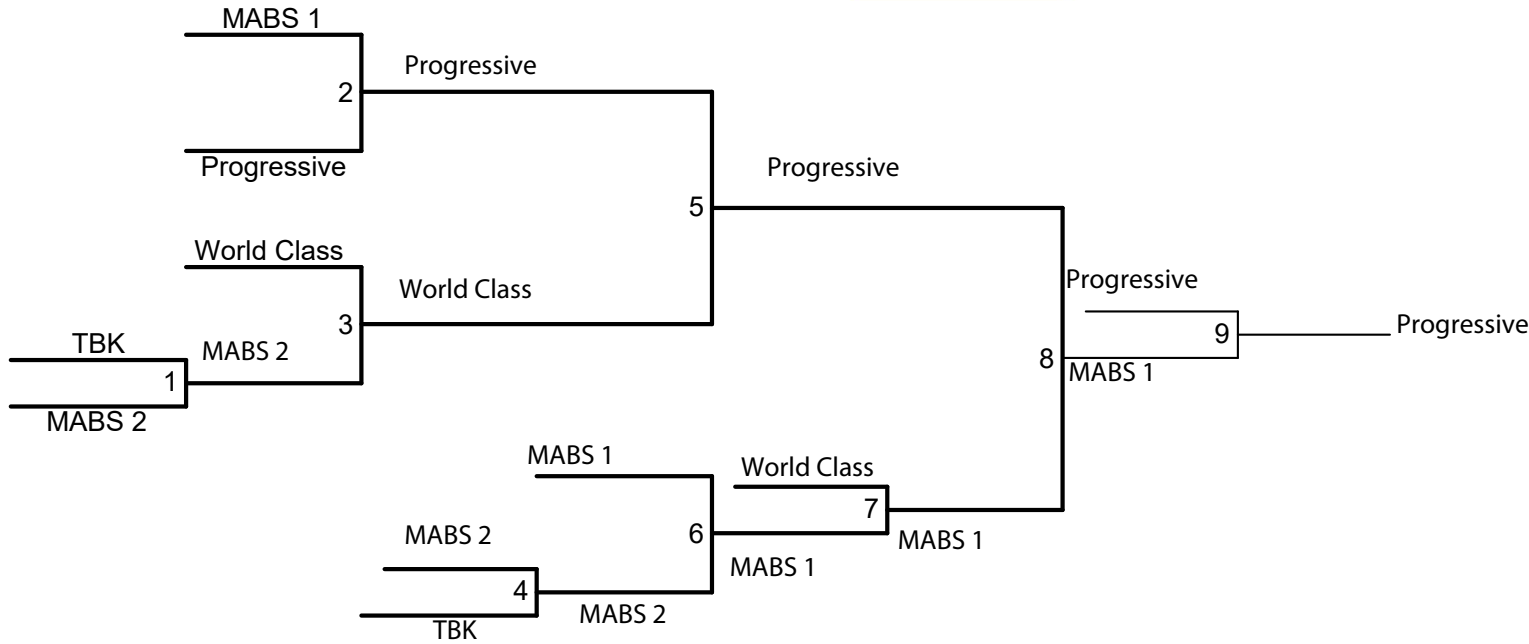 MABS 1
Progressive
2
Progressive
Progressive
5
World Class
World Class
3
Progressive
Progressive
9
TBK
MABS 2
1
8
MABS 1
MABS 2
MABS 1
World Class
7
MABS 2
6
MABS 1
MABS 1
4
MABS 2
TBK